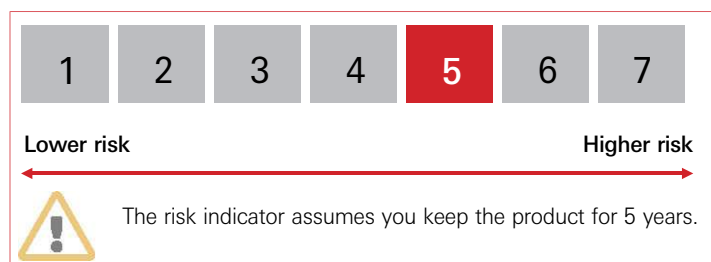 1 2 3 4 5 6 7
Lower risk Higher risk
The risk indicator assumes you keep the product for 5 years.